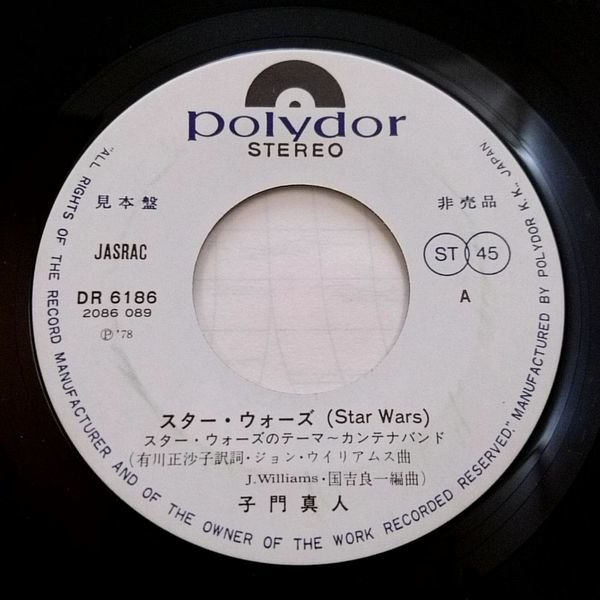 polydor
STEREO
見本盤
非売品
JASRAC
ST 45
DR 6186
A
2086 089
Ⓟ'78
スター・ウォーズ (Star Wars)
スター・ウォーズのテーマ～カンテナバンド
(有川正沙子訳詞・ジョン・ウイリアムス曲
J.Williams・国吉良一編曲)
子門真人
"ALL RIGHTS OF THE RECORD MANUFACTURER AND OF THE OWNER OF THE WORK RECORDED RESERVED." MANUFACTURED BY POLYDOR K. K. JAPAN